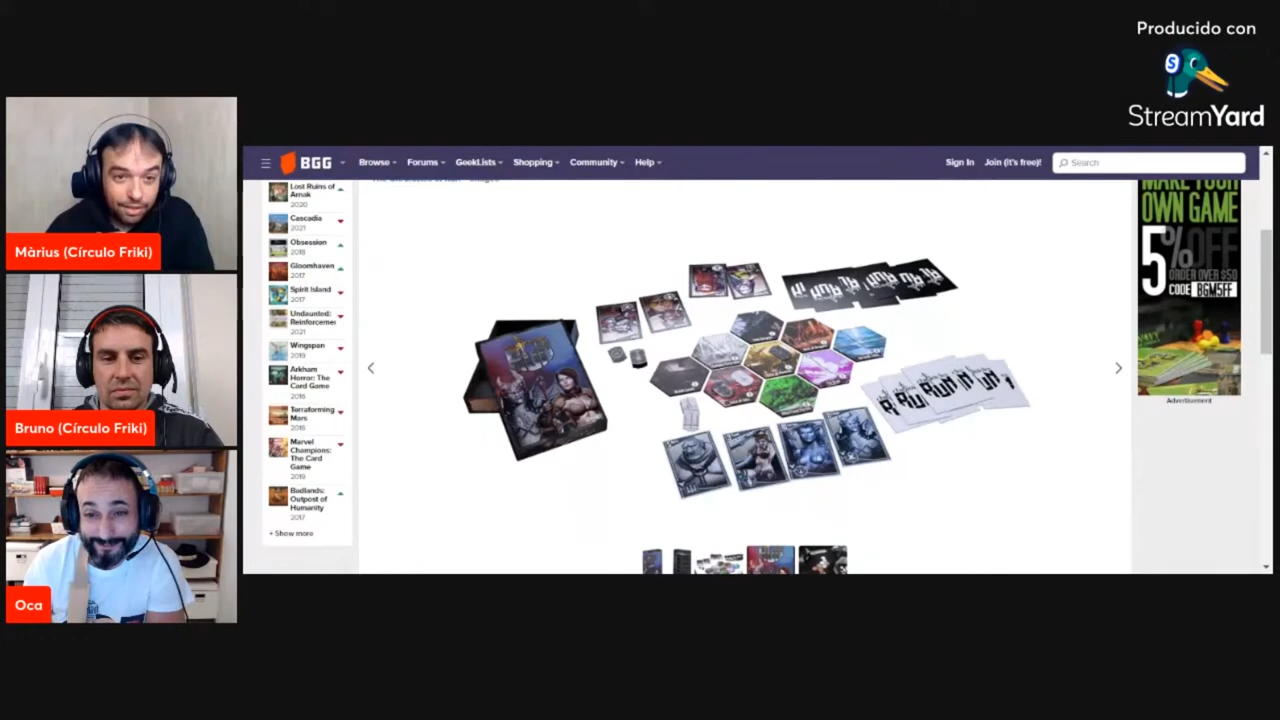 Producido con
StreamYard
Màrius (Círculo Friki)
Bruno (Círculo Friki)
Oca
BGG
Browse
Forums
GeekLists
Shopping
Community
Help
Sign In
Join (it's free)!
Search
Lost Ruins of
Arnak
2020
Cascadia
2021
Obsession
2018
Gloomhaven
2017
Spirit Island
2017
Undaunted:
Reinforcemen
2021
Wingspan
2019
Arkham
Horror: The
Card Game
2016
Terraforming
Mars
2016
Marvel
Champions:
The Card
Game
2019
Badlands:
Outpost of
Humanity
2017
+ Show more
MAKE YOUR
OWN GAME
5% OFF
ORDER OVER $50
CODE BGM5FF
Advertisement